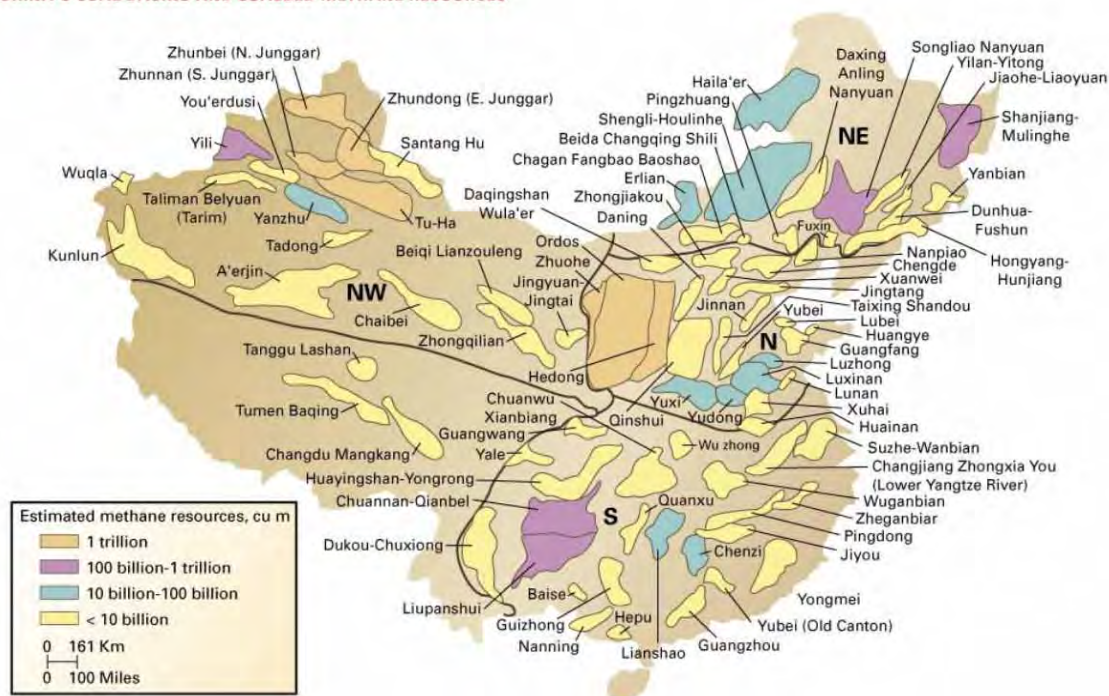 Zhunbei (N. Junggar)
Zhunnan (S. Junggar)
You'erdusi
Yili
Wuqla
Kunlun
Zhundong (E. Junggar)
Santang Hu
Taliman Belyuan
(Tarim)
Yanzhu
Tu-Ha
Tadong
A'erjin
NW
Chaibei
Beiqi Lianzouleng
Zhongqilian
Jingyuan-
Jingtai
Ordos
Zhuohe
Daqingshan
Wula'er
Daning
Zhongjiakou
Erlian
Chagan Fangbao Baoshao
Beida Changqing Shili
Shengli-Houlinhe
Pingzhuang
Haila'er
Daxing
Anling
Nanyuan
NE
Songliao Nanyuan
Yilan-Yitong
Jiaohe-Liaoyuan
Shanjiang-
Mulinghe
Yanbian
Dunhua-
Fushun
Fuxin
Hongyang-
Hunjiang
Nanpiao
Chengde
Xuanwei
Jingtang
Taixing Shandou
Jinnan
Yubei
Lubei
Huangye
Guangfang
N
Luzhong
Luxinan
Lunan
Xuhai
Huainan
Hedong
Yuxi
Yudong
Qinshui
Tanggu Lashan
Tumen Baqing
Changdu Mangkang
Chuanwu
Xianbiang
Guangwang
Yale
Wu zhong
Suzhe-Wanbian
Changjiang Zhongxia You
(Lower Yangtze River)
Wuganbian
Zheganbiar
Pingdong
Jiyou
Huayingshan-Yongrong
Chuannan-Qianbel
S
Quanxu
Chenzi
Dukou-Chuxiong
Liupanshui
Baise
Guizhong
Nanning
Hepu
Lianshao
Guangzhou
Yubei (Old Canton)
Yongmei
Estimated methane resources, cu m
1 trillion
100 billion-1 trillion
10 billion-100 billion
< 10 billion
0 161 Km
0 100 Miles